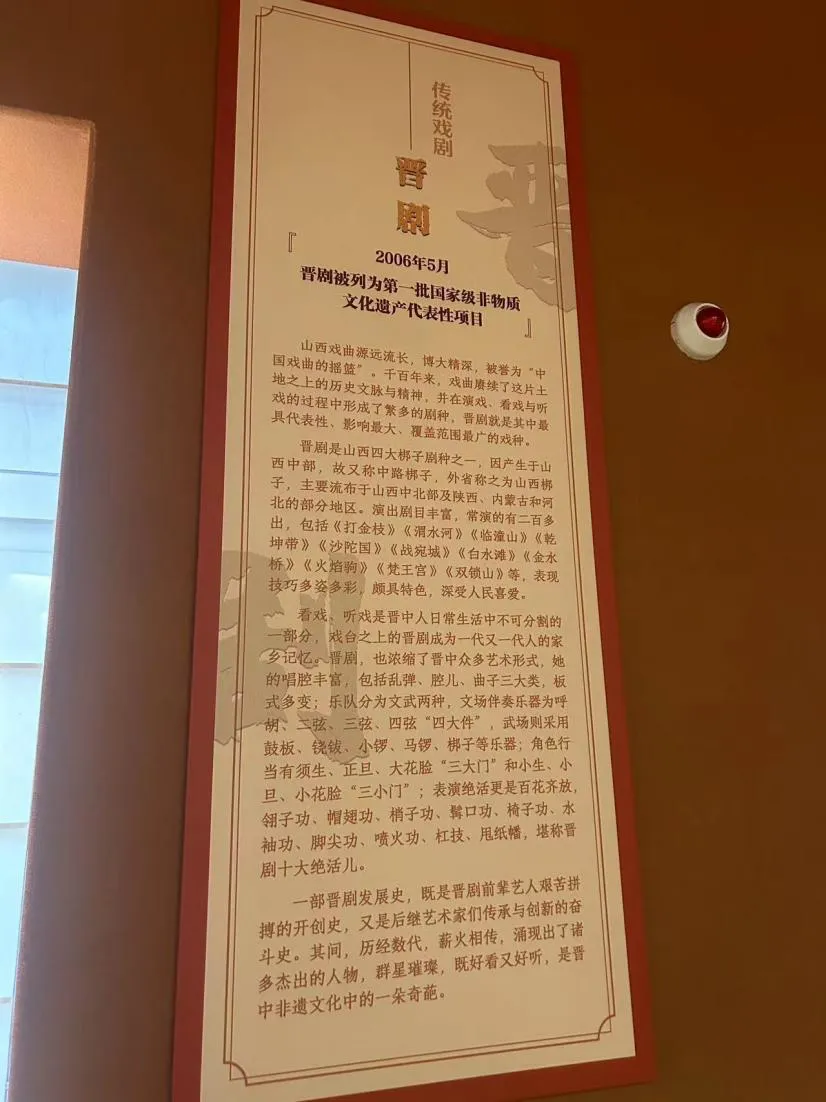 传统戏剧
晋剧
『
2006年5月
晋剧被列为第一批国家级非物质
文化遗产代表性项目
』
山西戏曲源远流长，博大精深，被誉为“中
国戏曲的摇篮”。千百年来，戏曲赓续了这片土
地之上的历史文脉与精神，并在演戏、看戏与听
戏的过程中形成了繁多的剧种，晋剧就是其中最
具代表性、影响最大、覆盖范围最广的戏种。
晋剧是山西四大梆子剧种之一，因产生于山
西中部，故又称中路梆子，外省称之为山西梆
子，主要流布于山西中北部及陕西、内蒙古和河
北的部分地区。演出剧目丰富，常演的有二百多
出，包括《打金枝》《渭水河》《临潼山》《乾
坤带》《沙陀国》《战宛城》《白水滩》《金水
桥》《火焰驹》《梵王宫》《双锁山》等，表现
技巧多姿多彩，颇具特色，深受人民喜爱。
看戏、听戏是晋中人日常生活中不可分割的
一部分，戏台之上的晋剧成为一代又一代人的家
乡记忆。晋剧，也浓缩了晋中众多艺术形式，她
的唱腔丰富，包括乱弹、腔儿、曲子三大类，板
式多变；乐队分为文武两种，文场伴奏乐器为呼
胡、二弦、三弦、四弦“四大件”，武场则采用
鼓板、铙钹、小锣、马锣、梆子等乐器；角色行
当有须生、正旦、大花脸“三大门”和小生、小
旦、小花脸“三小门”；表演绝活更是百花齐放，
翎子功、帽翅功、梢子功、髯口功、椅子功、水
袖功、脚尖功、喷火功、杠技、甩纸幡，堪称晋
剧十大绝活儿。
一部晋剧发展史，既是晋剧前辈艺人艰苦拼
搏的开创史，又是后继艺术家们传承与创新的奋
斗史。其间，历经数代，薪火相传，涌现出了诸
多杰出的人物，群星璀璨，既好看又好听，是晋
中非遗文化中的一朵奇葩。
晋
剧